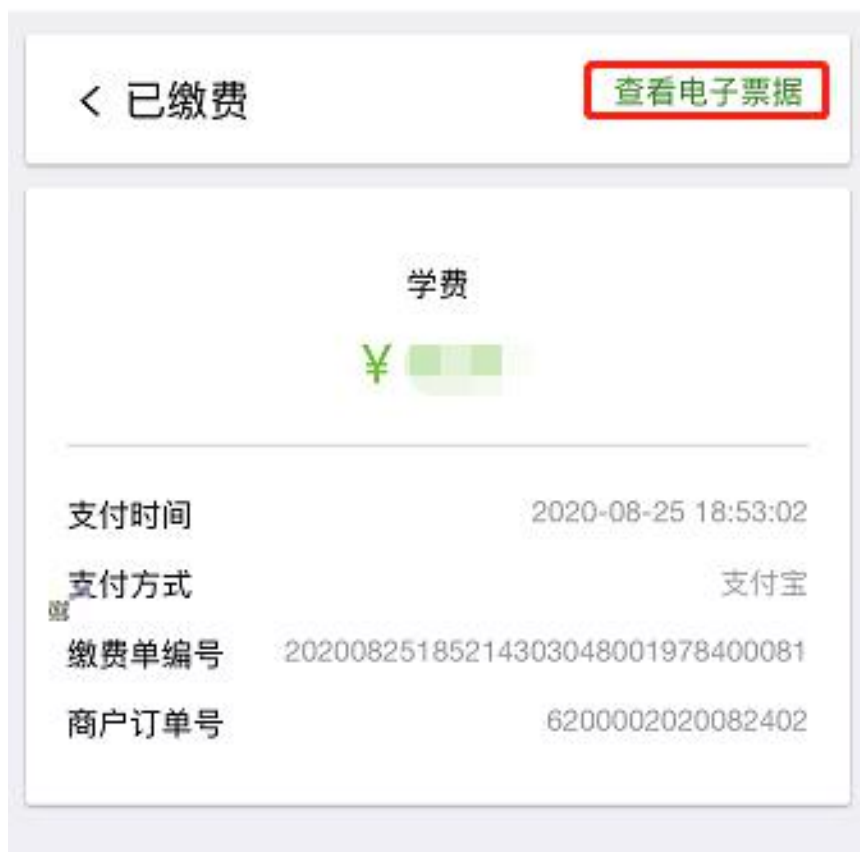 已缴费
查看电子票据
学费
¥
支付时间 2020-08-25 18:53:02
支付方式 支付宝
缴费单编号 20200825185214303048001978400081
商户订单号 6200002020082402